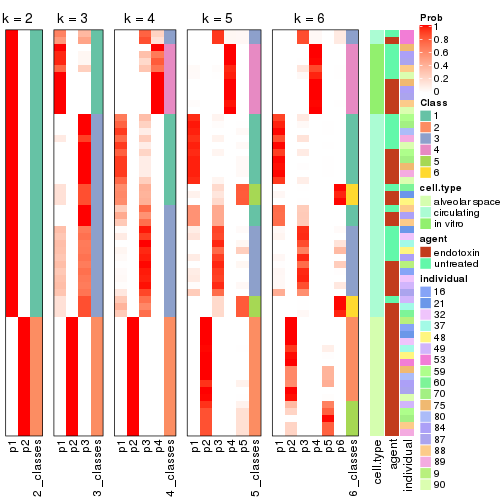 k = 2 k = 3 k = 4 k = 5 k = 6
p1 p2 2_classes p1 p2 p3 3_classes p1 p2 p3 p4 4_classes p1 p2 p3 p4 p5 5_classes p1 p2 p3 p4 p5 p6 6_classes cell.type agent individual
Prob
1
0.8
0.6
0.4
0.2
0
Class
1
2
3
4
5
6
cell.type
alveolar space
circulating
in vitro
agent
endotoxin
untreated
individual
16
21
32
37
48
49
53
59
60
70
75
80
84
87
88
89
9
90